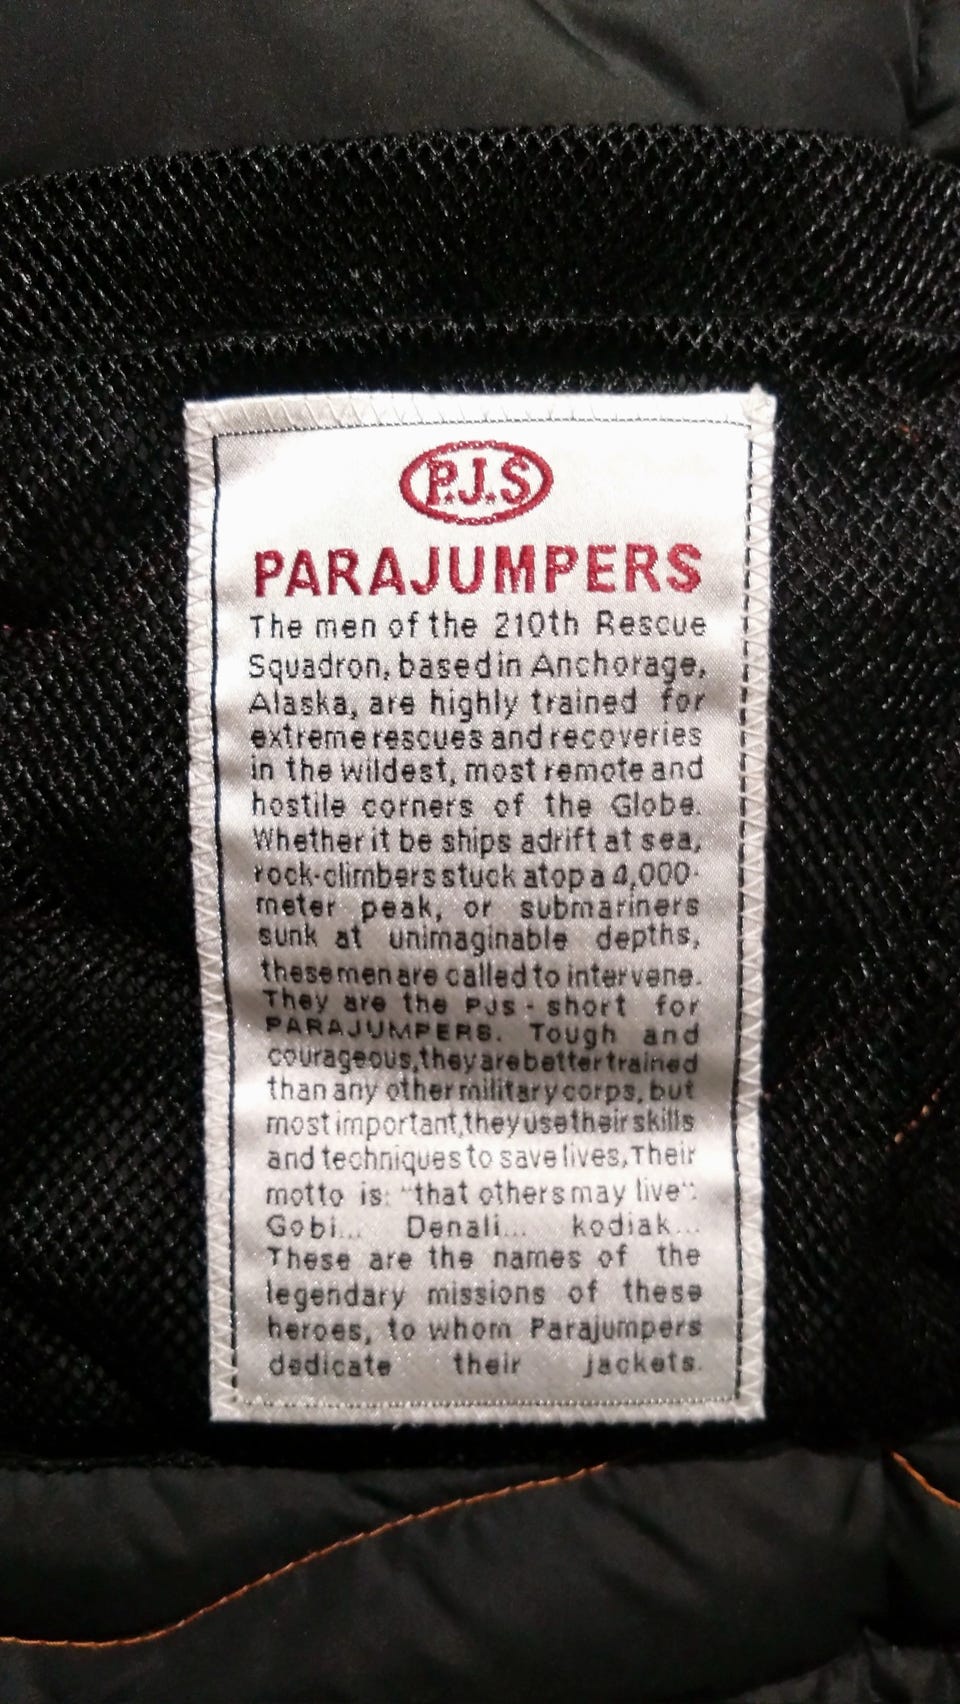 P.J.S
PARAJUMPERS
The men of the 210th Rescue
Squadron, based in Anchorage,
Alaska, are highly trained for
extreme rescues and recoveries
in the wildest, most remote and
hostile corners of the Globe.
Whether it be ships adrift at sea,
rock-climbers stuck atop a 4,000-
meter peak, or submariners
sunk at unimaginable depths,
these men are called to intervene.
They are the PJs - short for
PARAJUMPERS. Tough and
courageous, they are better trained
than any other military corps, but
most important, they use their skills
and techniques to save lives, Their
motto is: "that others may live".
Gobi... Denali... kodiak...
These are the names of the
legendary missions of these
heroes, to whom Parajumpers
dedicate their jackets.